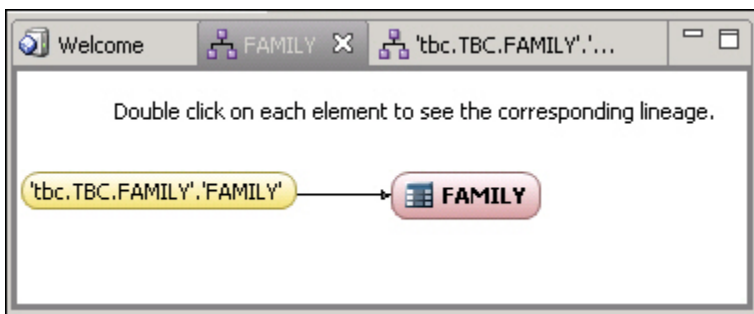 Welcome FAMILY 'tbc.TBC.FAMILY'.'...
Double click on each element to see the corresponding lineage.
'tbc.TBC.FAMILY'.'FAMILY' FAMILY